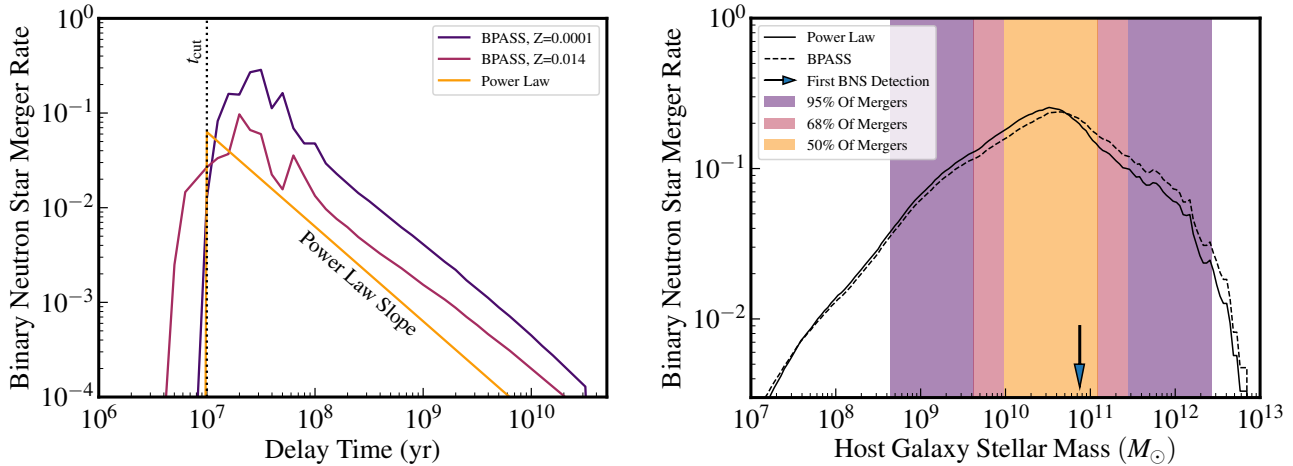 10^0
10^-1
10^-2
10^-3
10^-4
Binary Neutron Star Merger Rate
t_cut
BPASS, Z=0.0001
BPASS, Z=0.014
Power Law
Power Law Slope
10^6
10^7
10^8
10^9
10^10
Delay Time (yr)
10^0
10^-1
10^-2
Binary Neutron Star Merger Rate
Power Law
BPASS
First BNS Detection
95% Of Mergers
68% Of Mergers
50% Of Mergers
10^7
10^8
10^9
10^10
10^11
10^12
10^13
Host Galaxy Stellar Mass (M_⊙)